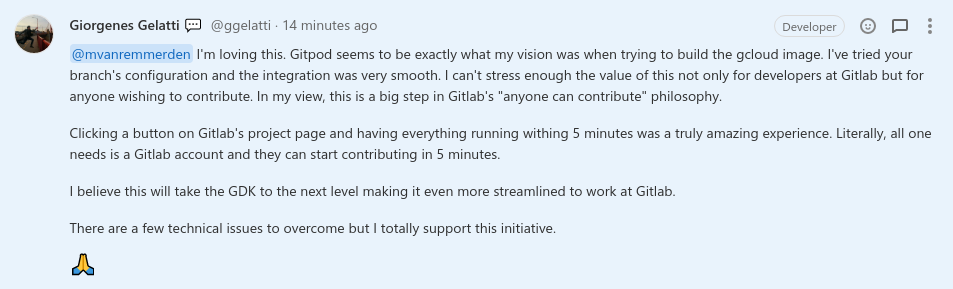 Giorgenes Gelatti 💬 @ggelatti · 14 minutes ago
Developer
@mvanremmerden I'm loving this. Gitpod seems to be exactly what my vision was when trying to build the gcloud image. I've tried your
branch's configuration and the integration was very smooth. I can't stress enough the value of this not only for developers at Gitlab but for
anyone wishing to contribute. In my view, this is a big step in Gitlab's "anyone can contribute" philosophy.
Clicking a button on Gitlab's project page and having everything running withing 5 minutes was a truly amazing experience. Literally, all one
needs is a Gitlab account and they can start contributing in 5 minutes.
I believe this will take the GDK to the next level making it even more streamlined to work at Gitlab.
There are a few technical issues to overcome but I totally support this initiative.
🙏